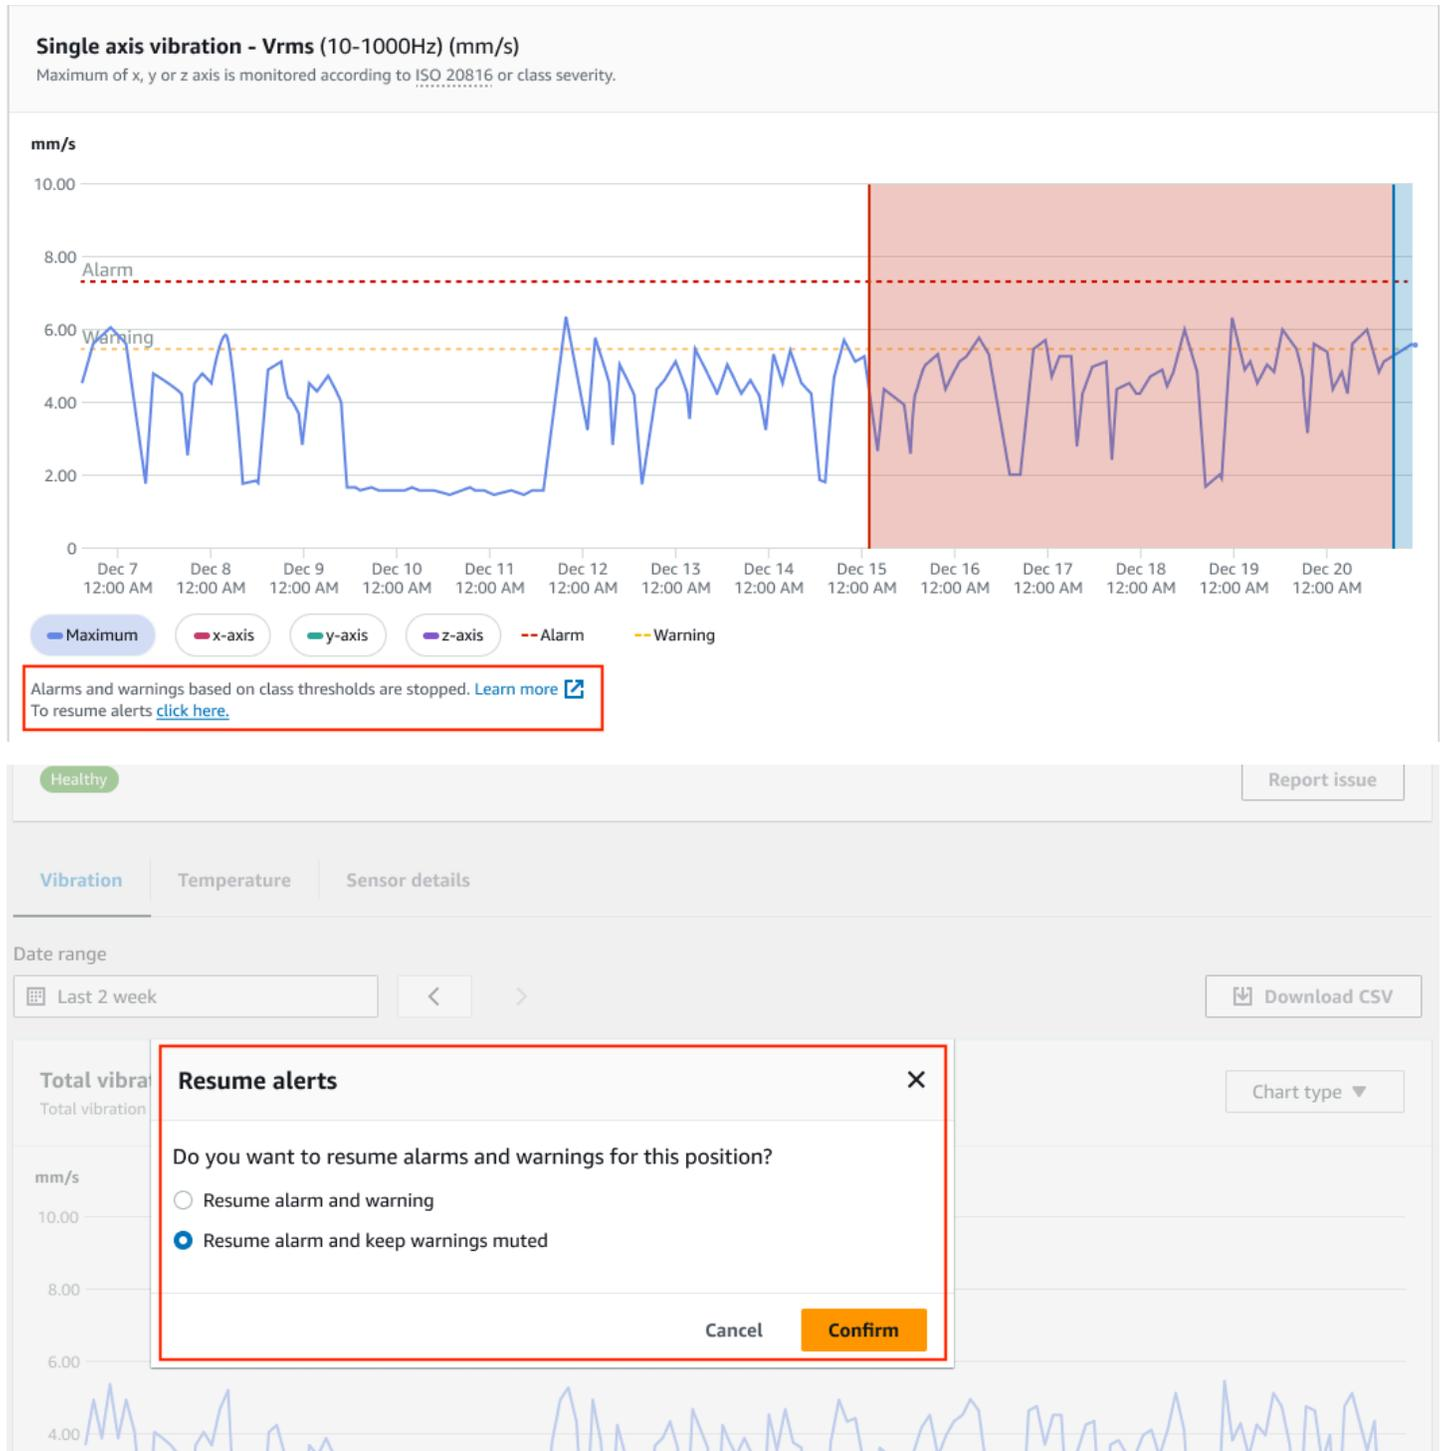 Single axis vibration - Vrms (10-1000Hz) (mm/s)
Maximum of x, y or z axis is monitored according to ISO 20816 or class severity.
mm/s
10.00
8.00
Alarm
6.00
Warning
4.00
2.00
0
Dec 7 Dec 8 Dec 9 Dec 10 Dec 11 Dec 12 Dec 13 Dec 14 Dec 15 Dec 16 Dec 17 Dec 18 Dec 19 Dec 20
12:00 AM 12:00 AM 12:00 AM 12:00 AM 12:00 AM 12:00 AM 12:00 AM 12:00 AM 12:00 AM 12:00 AM 12:00 AM 12:00 AM 12:00 AM 12:00 AM
Maximum x-axis y-axis z-axis Alarm Warning
Alarms and warnings based on class thresholds are stopped. Learn more
To resume alerts click here.
Healthy Report issue
Vibration Temperature Sensor details
Date range
Last 2 week Download CSV
Total vibrat Resume alerts Chart type
Total vibration
Do you want to resume alarms and warnings for this position?
mm/s
Resume alarm and warning
10.00
Resume alarm and keep warnings muted
8.00
Cancel Confirm
6.00
4.00